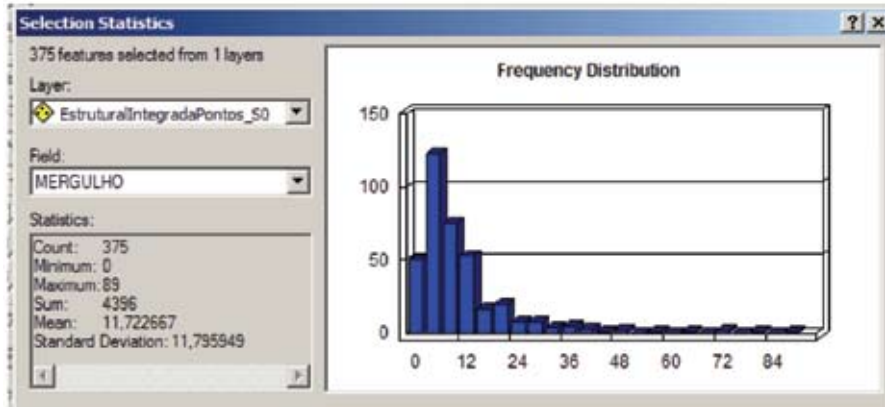 Selection Statistics
375 features selected from 1 layers
Layer:
EstruturalIntegradaPontos_S0
Field:
MERGULHO
Statistics:
Count: 375
Minimum: 0
Maximum: 89
Sum: 4396
Mean: 11,722667
Standard Deviation: 11,795949
Frequency Distribution
150
100
50
0
0 12 24 36 48 60 72 84